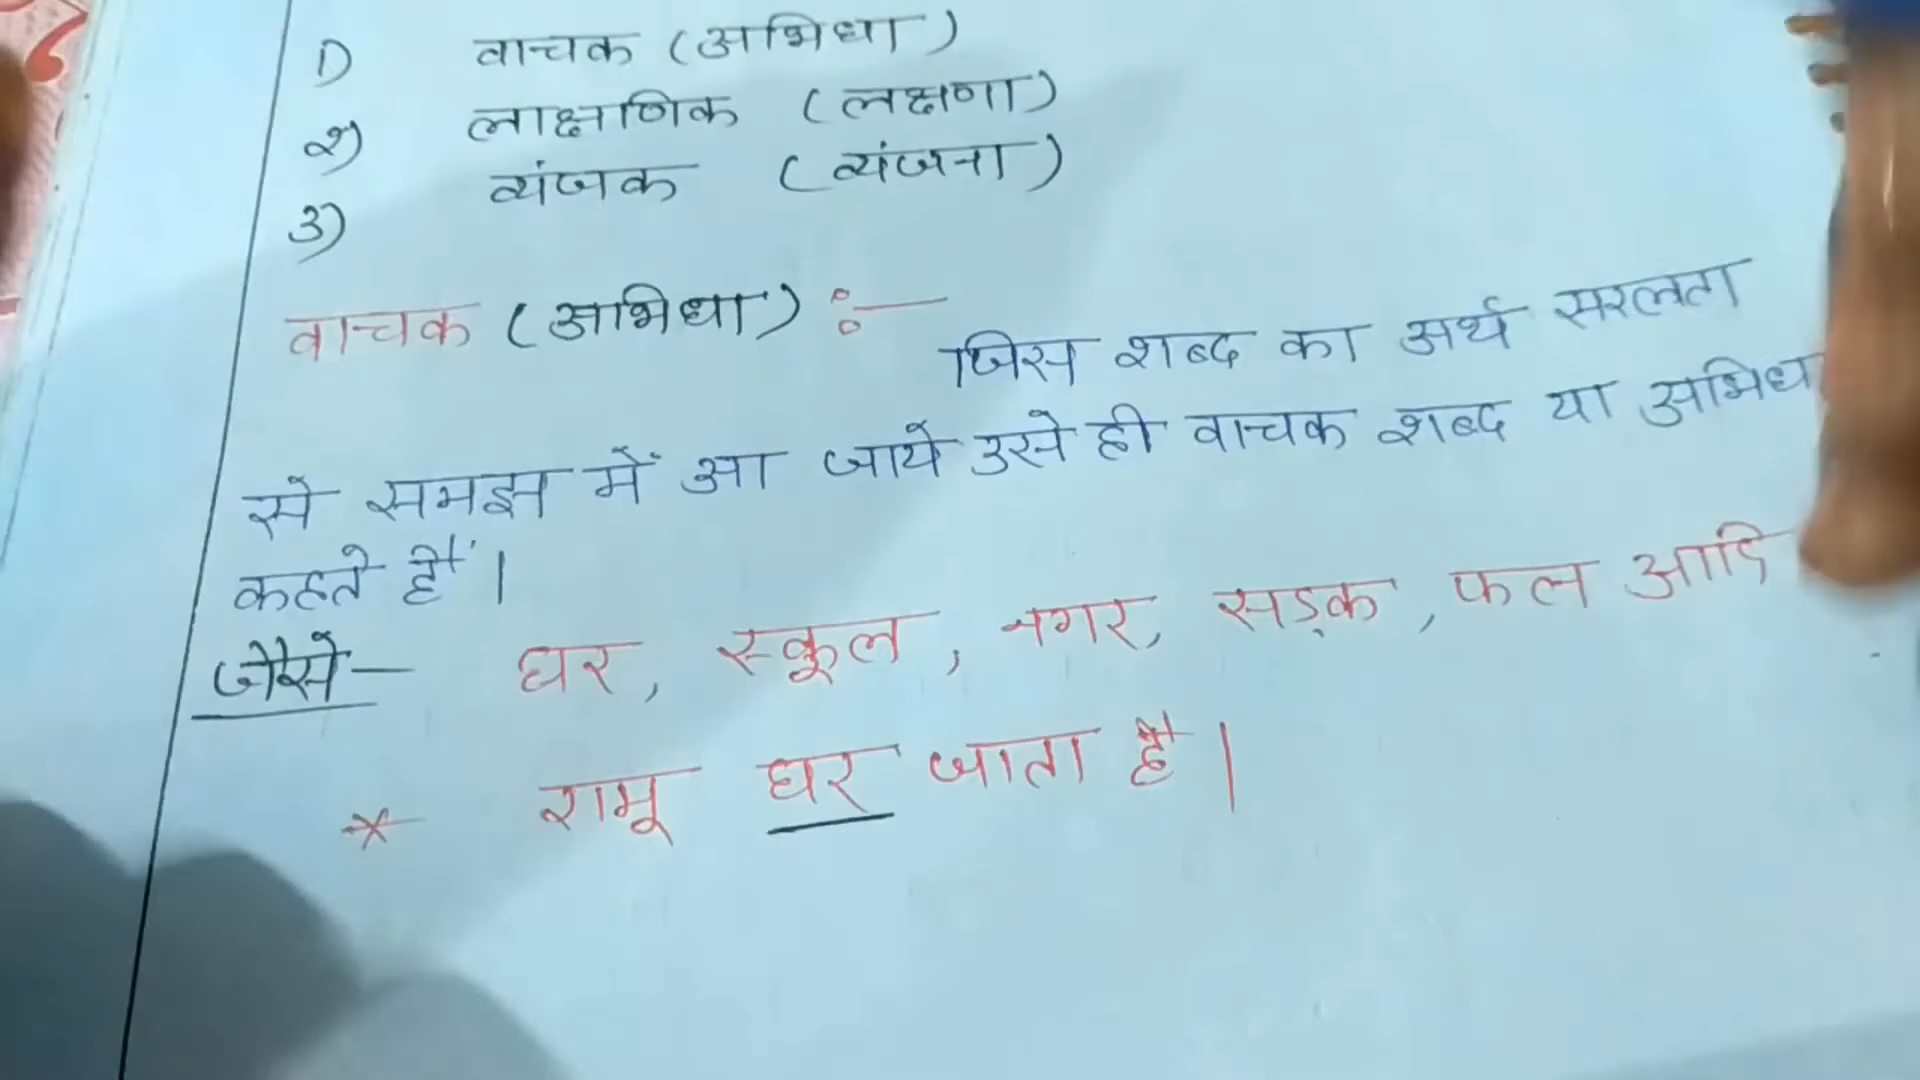 1) वाचक (अभिधा)
२) लाक्षणिक (लक्षणा)
3) व्यंजक (व्यंजना)
वाचक (अभिधा) :-
जिस शब्द का अर्थ सरलता
से समझ में आ जाये उसे ही वाचक शब्द या अभिधा
कहते हैं।
जैसे- घर, स्कूल, नगर, सड़क, फल आदि
* रामू घर जाता है।